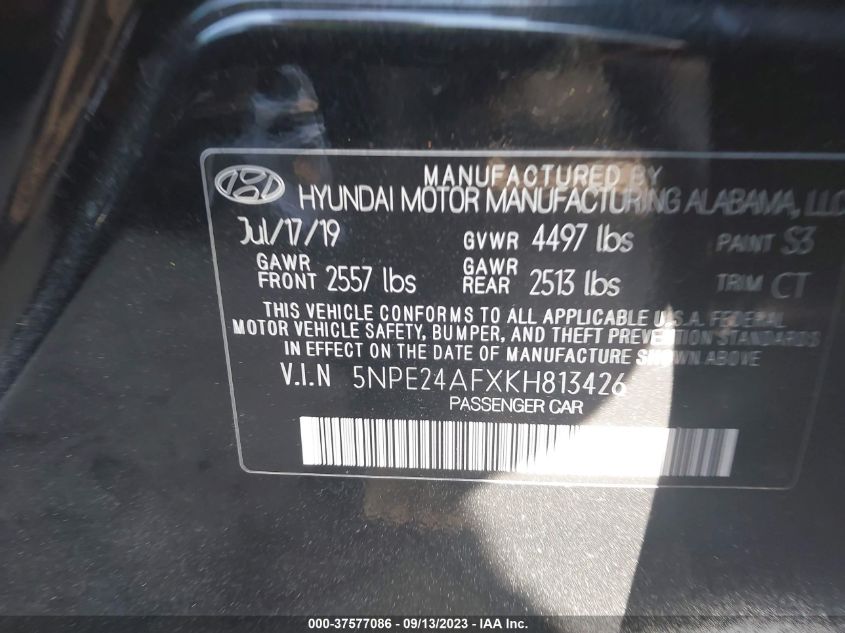 MANUFACTURED BY
HYUNDAI MOTOR MANUFACTURING ALABAMA, LLC
Jul/17/19 GVWR 4497 lbs PAINT S3
GAWR FRONT 2557 lbs GAWR REAR 2513 lbs TRIM CT
THIS VEHICLE CONFORMS TO ALL APPLICABLE U.S.A. FEDERAL
MOTOR VEHICLE SAFETY, BUMPER, AND THEFT PREVENTION STANDARDS
IN EFFECT ON THE DATE OF MANUFACTURE SHOWN ABOVE
V.I.N 5NPE24AFXKH813426
PASSENGER CAR
000-37577086 - 09/13/2023 - IAA Inc.